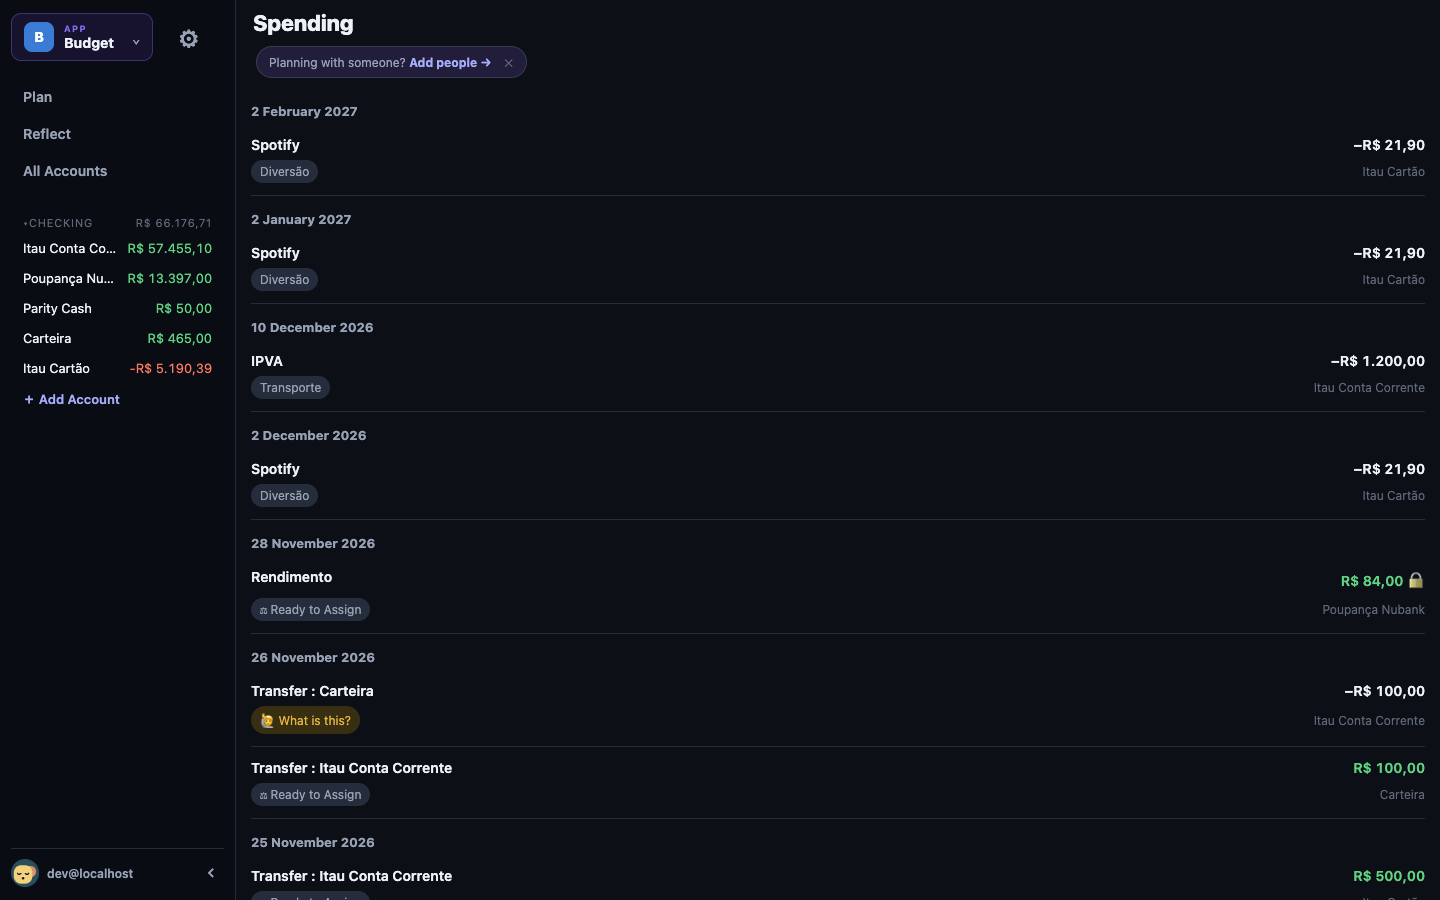 B
APP
Budget
Plan
Reflect
All Accounts
CHECKING R$ 66.176,71
Itau Conta Co... R$ 57.455,10
Poupança Nu... R$ 13.397,00
Parity Cash R$ 50,00
Carteira R$ 465,00
Itau Cartão -R$ 5.190,39
+ Add Account
dev@localhost
Spending
Planning with someone? Add people →
2 February 2027
Spotify −R$ 21,90
Diversão Itau Cartão
2 January 2027
Spotify −R$ 21,90
Diversão Itau Cartão
10 December 2026
IPVA −R$ 1.200,00
Transporte Itau Conta Corrente
2 December 2026
Spotify −R$ 21,90
Diversão Itau Cartão
28 November 2026
Rendimento R$ 84,00
Ready to Assign Poupança Nubank
26 November 2026
Transfer : Carteira −R$ 100,00
What is this? Itau Conta Corrente
Transfer : Itau Conta Corrente R$ 100,00
Ready to Assign Carteira
25 November 2026
Transfer : Itau Conta Corrente R$ 500,00